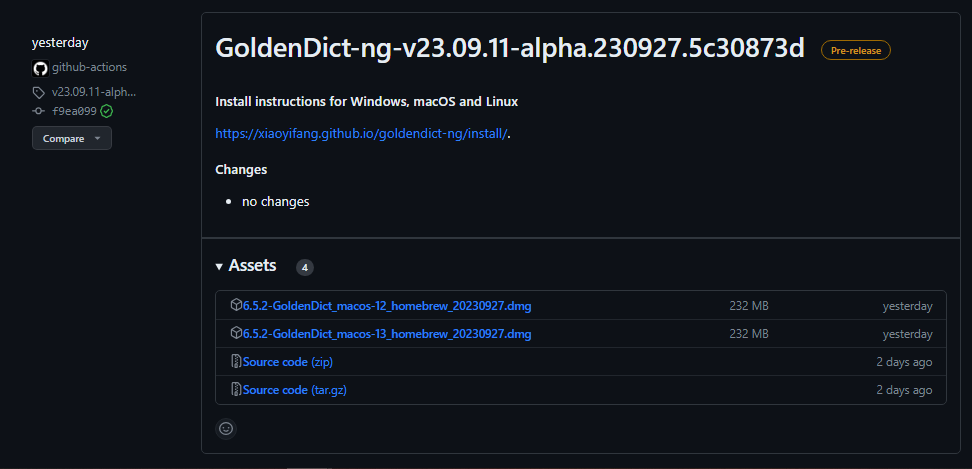 yesterday
github-actions
v23.09.11-alph...
f9ea099
Compare
GoldenDict-ng-v23.09.11-alpha.230927.5c30873d Pre-release
Install instructions for Windows, macOS and Linux
https://xiaoyifang.github.io/goldendict-ng/install/.
Changes
no changes
Assets 4
6.5.2-GoldenDict_macos-12_homebrew_20230927.dmg 232 MB yesterday
6.5.2-GoldenDict_macos-13_homebrew_20230927.dmg 232 MB yesterday
Source code (zip) 2 days ago
Source code (tar.gz) 2 days ago